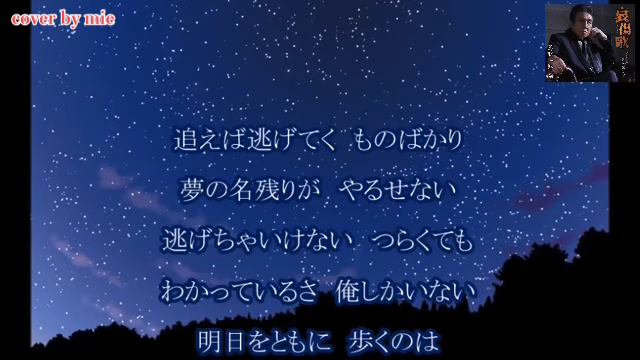 cover by mie
哀傷歌
追えば逃げてく ものばかり
夢の名残りが やるせない
逃げちゃいけない つらくても
わかっているさ 俺しかいない
明日をともに 歩くのは